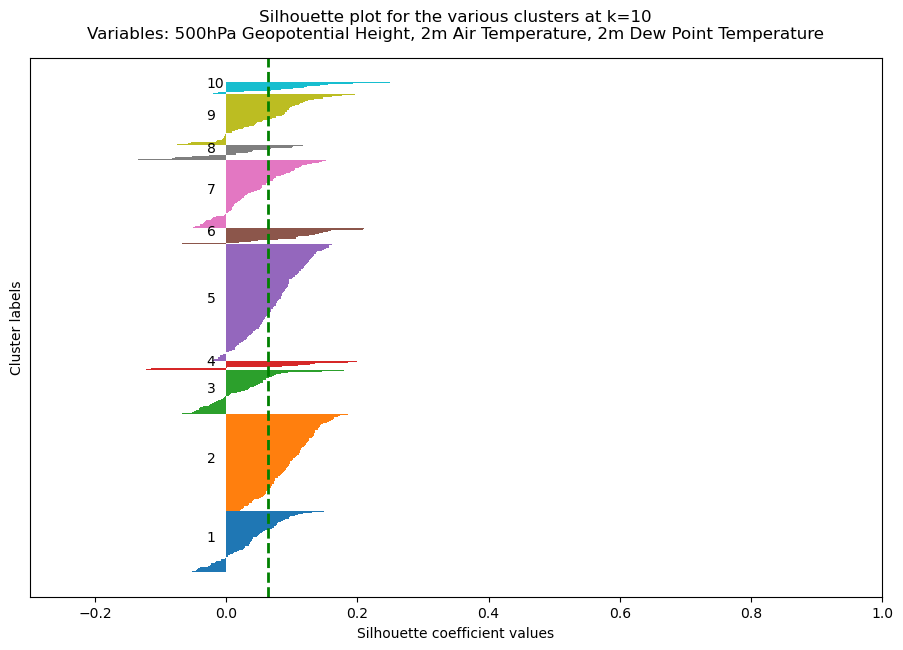 Silhouette plot for the various clusters at k=10
Variables: 500hPa Geopotential Height, 2m Air Temperature, 2m Dew Point Temperature
Cluster labels
10
9
8
7
6
5
4
3
2
1
−0.2 0.0 0.2 0.4 0.6 0.8 1.0
Silhouette coefficient values